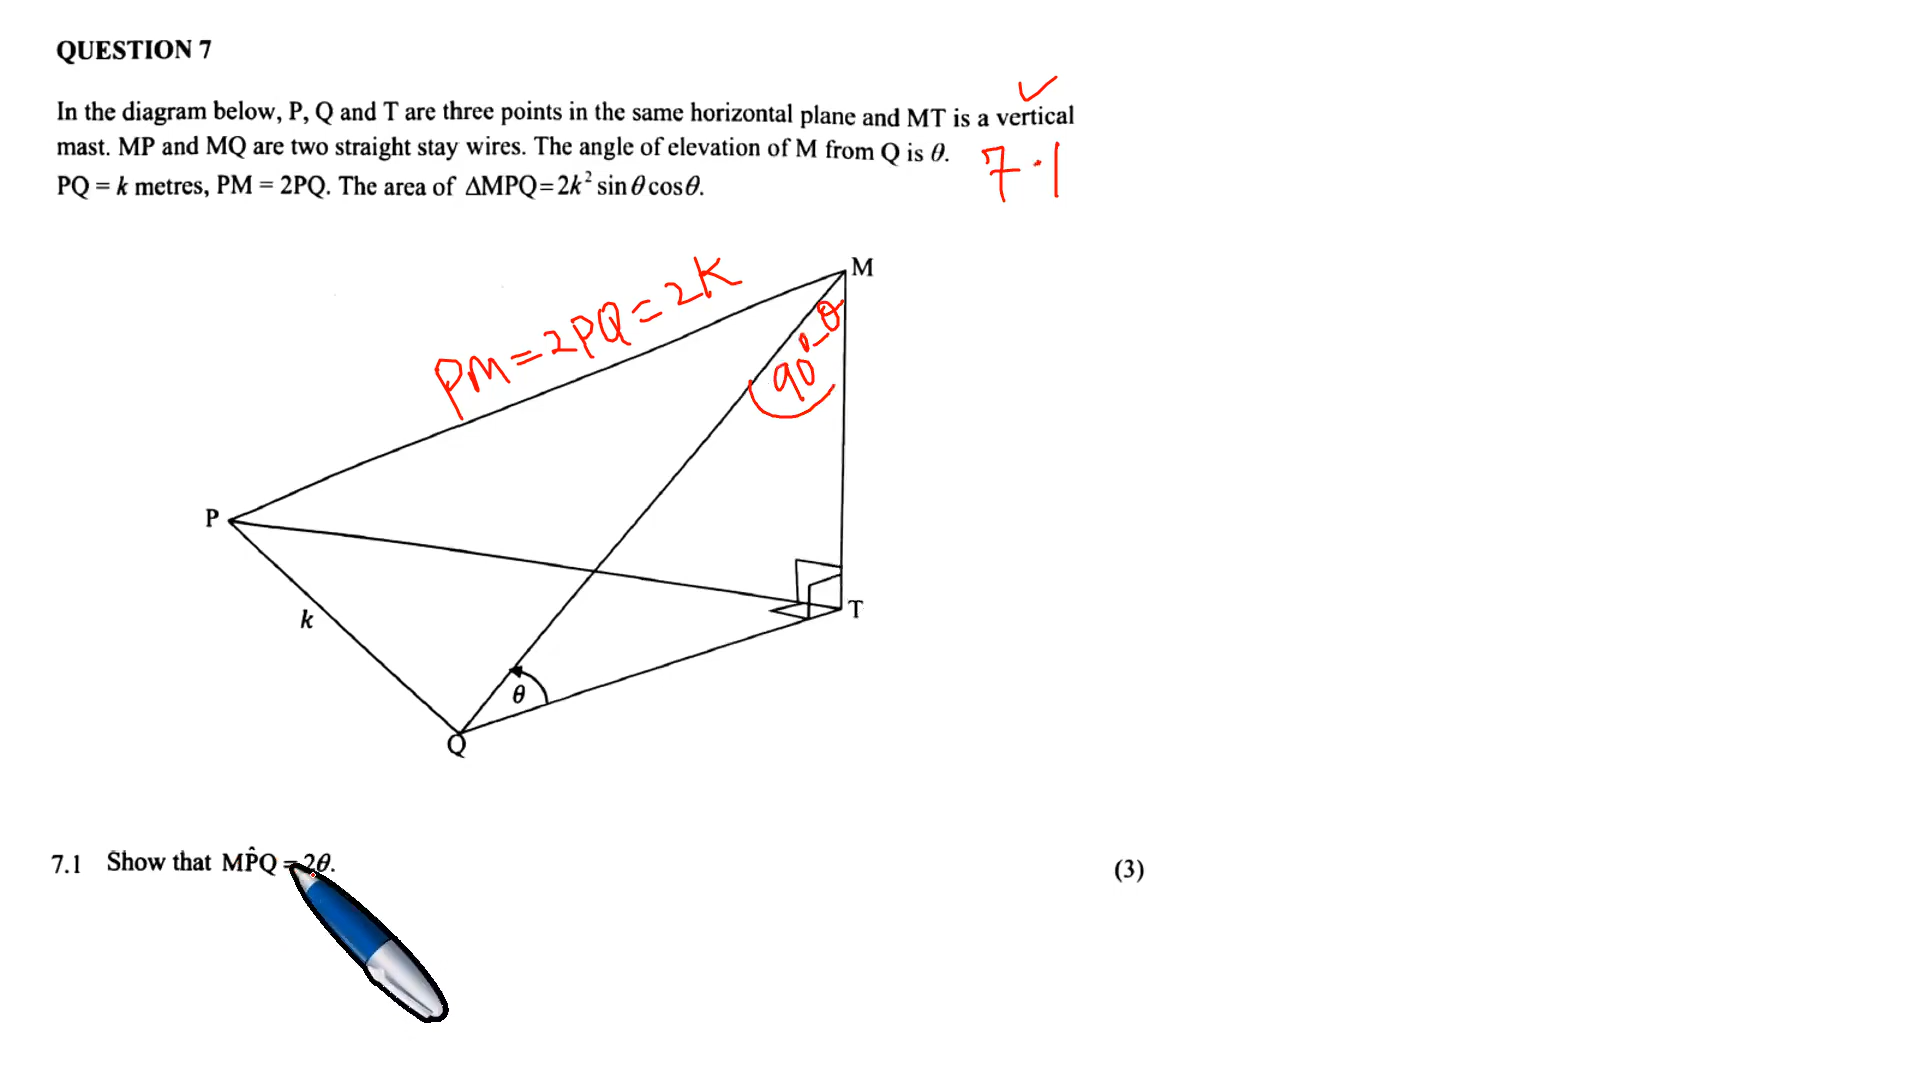 QUESTION 7
In the diagram below, P, Q and T are three points in the same horizontal plane and MT is a vertical
mast. MP and MQ are two straight stay wires. The angle of elevation of M from Q is θ.
7.1
PQ = k metres, PM = 2PQ. The area of ΔMPQ=2k² sin θ cos θ.
M
PM = 2PQ = 2K
90°-θ
P
k
T
θ
Q
7.1 Show that MP̂Q = 2θ. (3)